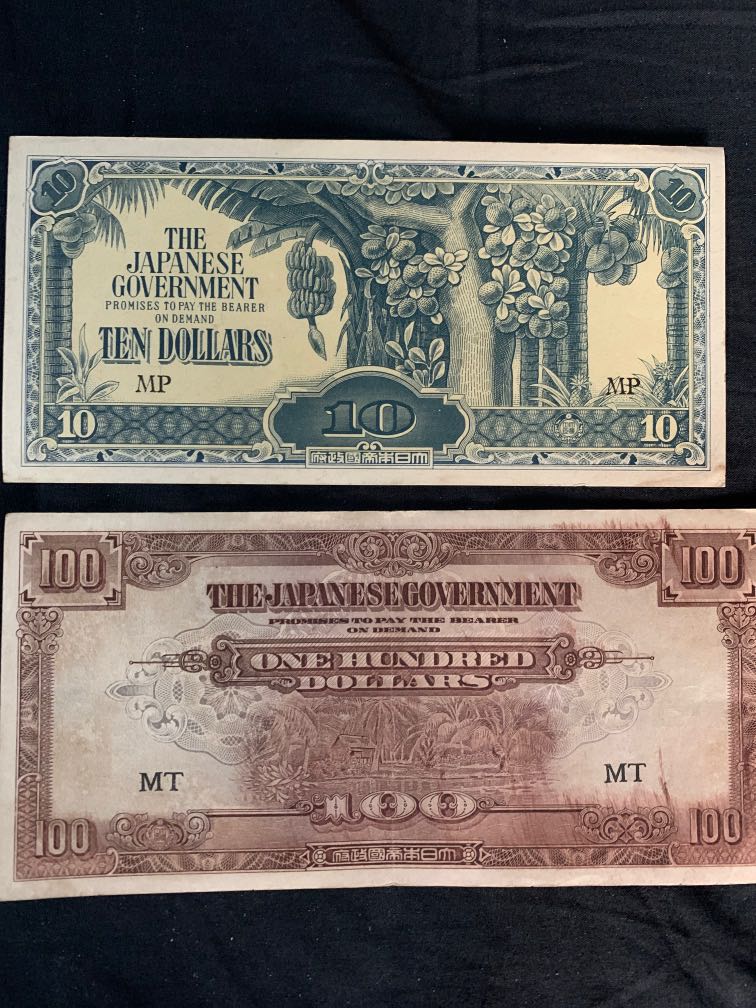 10 10
THE
JAPANESE
GOVERNMENT
PROMISES TO PAY THE BEARER
ON DEMAND
TEN DOLLARS
MP MP
10 10 10
大日本帝國政府
100 100
THE JAPANESE GOVERNMENT
PROMISES TO PAY THE BEARER
ON DEMAND
ONE HUNDRED
DOLLARS
MT MT
100 100 100
大日本帝國政府